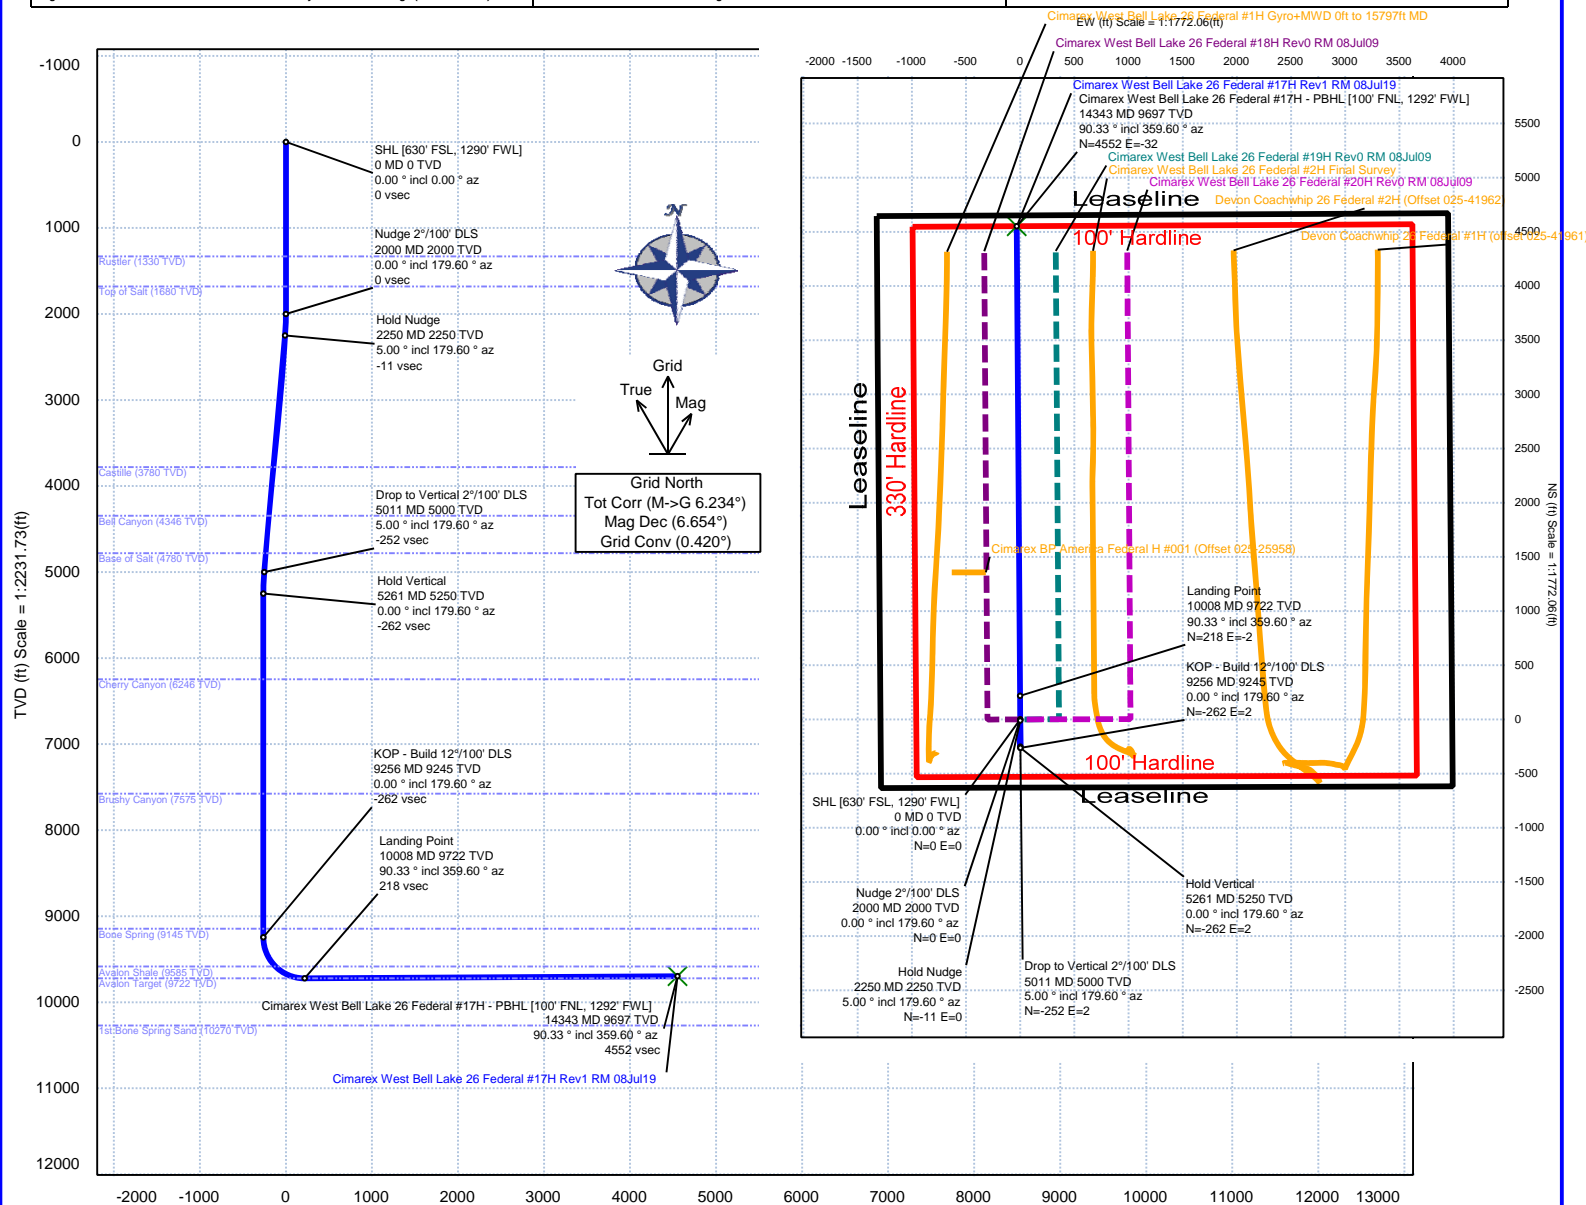 Cimarex West Bell Lake 26 Federal #1H Gyro+MWD 0ft to 15797ft MD
EW (ft) Scale = 1:1772.06(ft)
Cimarex West Bell Lake 26 Federal #18H Rev0 RM 08Jul09
-2000 -1500 -1000 -500 0 500 1000 1500 2000 2500 3000 3500 4000
Cimarex West Bell Lake 26 Federal #17H Rev1 RM 08Jul19
Cimarex West Bell Lake 26 Federal #17H - PBHL [100' FNL, 1292' FWL]
14343 MD 9697 TVD
90.33 ° incl 359.60 ° az
N=4552 E=-32
Cimarex West Bell Lake 26 Federal #19H Rev0 RM 08Jul09
Cimarex West Bell Lake 26 Federal #2H Final Survey
Cimarex West Bell Lake 26 Federal #20H Rev0 RM 08Jul09
Leaseline
Devon Coachwhip 26 Federal #2H (Offset 025-41962)
100' Hardline
Devon Coachwhip 26 Federal #1H (offset 025-41961)
Leaseline
330' Hardline
Cimarex BP America Federal H #001 (Offset 025-25958)
Landing Point
10008 MD 9722 TVD
90.33 ° incl 359.60 ° az
N=218 E=-2
KOP - Build 12°/100' DLS
9256 MD 9245 TVD
0.00 ° incl 179.60 ° az
N=-262 E=2
100' Hardline
Leaseline
SHL [630' FSL, 1290' FWL]
0 MD 0 TVD
0.00 ° incl 0.00 ° az
N=0 E=0
Nudge 2°/100' DLS
2000 MD 2000 TVD
0.00 ° incl 179.60 ° az
N=0 E=0
Hold Nudge
2250 MD 2250 TVD
5.00 ° incl 179.60 ° az
N=-11 E=0
Drop to Vertical 2°/100' DLS
5011 MD 5000 TVD
5.00 ° incl 179.60 ° az
N=-252 E=2
Hold Vertical
5261 MD 5250 TVD
0.00 ° incl 179.60 ° az
N=-262 E=2
5500
5000
4500
4000
3500
3000
2500
2000
1500
1000
500
0
-500
-1000
-1500
-2000
-2500
NS (ft) Scale = 1:1772.06(ft)
TVD (ft) Scale = 1:2231.73(ft)
-1000
0
1000
2000
3000
4000
5000
6000
7000
8000
9000
10000
11000
12000
SHL [630' FSL, 1290' FWL]
0 MD 0 TVD
0.00 ° incl 0.00 ° az
0 vsec
Nudge 2°/100' DLS
2000 MD 2000 TVD
0.00 ° incl 179.60 ° az
0 vsec
Rustler (1330 TVD)
Top of Salt (1680 TVD)
Hold Nudge
2250 MD 2250 TVD
5.00 ° incl 179.60 ° az
-11 vsec
N
Grid
True
Mag
Grid North
Tot Corr (M->G 6.234°)
Mag Dec (6.654°)
Grid Conv (0.420°)
Castille (3780 TVD)
Bell Canyon (4346 TVD)
Base of Salt (4780 TVD)
Drop to Vertical 2°/100' DLS
5011 MD 5000 TVD
5.00 ° incl 179.60 ° az
-252 vsec
Hold Vertical
5261 MD 5250 TVD
0.00 ° incl 179.60 ° az
-262 vsec
Cherry Canyon (6246 TVD)
KOP - Build 12°/100' DLS
9256 MD 9245 TVD
0.00 ° incl 179.60 ° az
-262 vsec
Brushy Canyon (7575 TVD)
Landing Point
10008 MD 9722 TVD
90.33 ° incl 359.60 ° az
218 vsec
Bone Spring (9145 TVD)
Avalon Shale (9585 TVD)
Avalon Target (9722 TVD)
Cimarex West Bell Lake 26 Federal #17H - PBHL [100' FNL, 1292' FWL]
14343 MD 9697 TVD
90.33 ° incl 359.60 ° az
4552 vsec
1st Bone Spring Sand (10270 TVD)
Cimarex West Bell Lake 26 Federal #17H Rev1 RM 08Jul19
-2000 -1000 0 1000 2000 3000 4000 5000 6000 7000 8000 9000 10000 11000 12000 13000